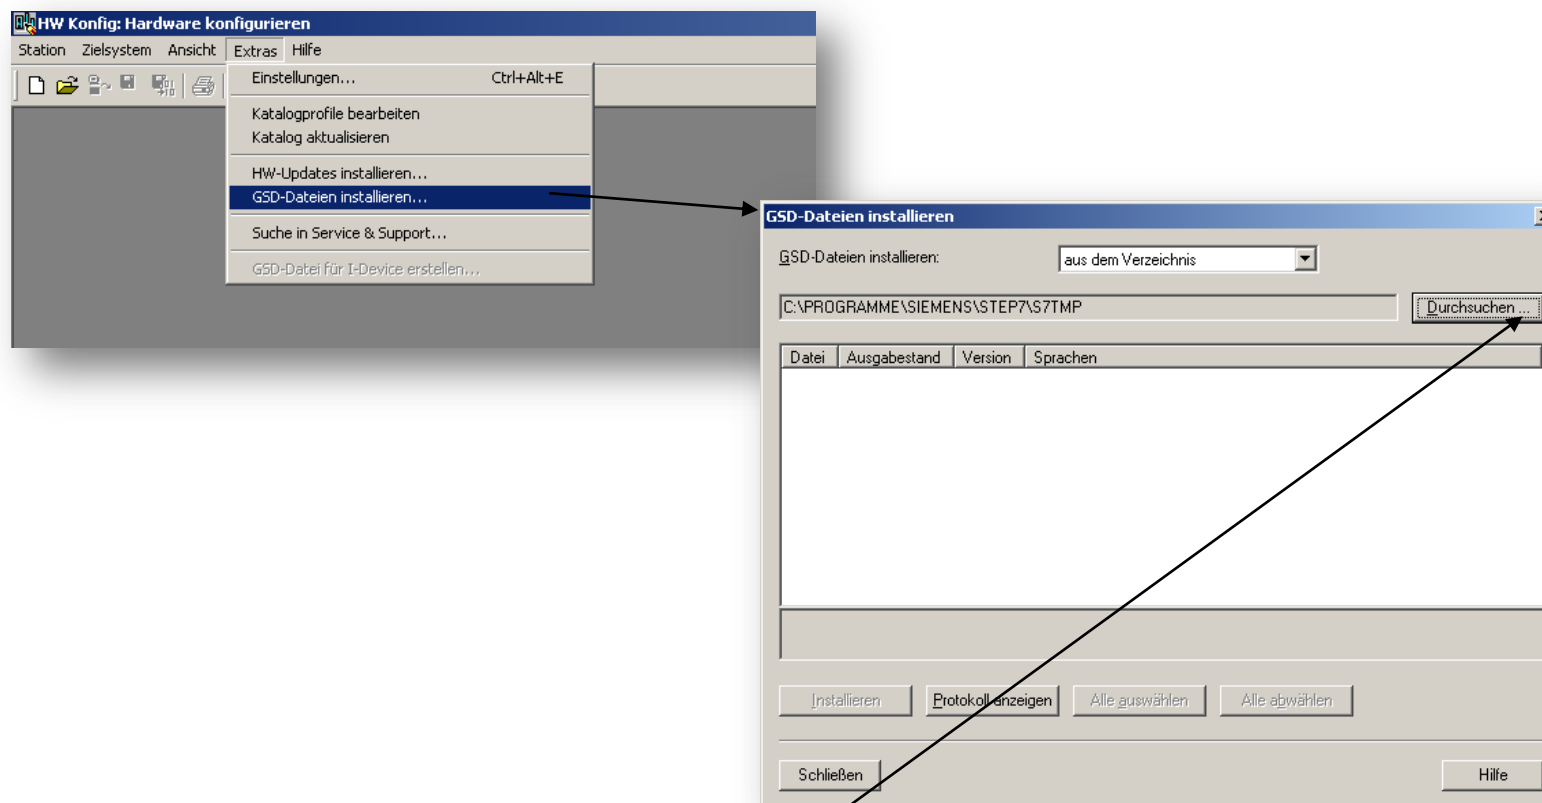 HW Konfig: Hardware konfigurieren
Station Zielsystem Ansicht Extras Hilfe
Einstellungen... Ctrl+Alt+E
Katalogprofile bearbeiten
Katalog aktualisieren
HW-Updates installieren...
GSD-Dateien installieren...
Suche in Service & Support...
GSD-Datei für I-Device erstellen...
GSD-Dateien installieren
GSD-Dateien installieren: aus dem Verzeichnis
C:\PROGRAMME\SIEMENS\STEP7\S7TMP Durchsuchen ...
Datei Ausgabestand Version Sprachen
Installieren Protokoll anzeigen Alle auswählen Alle abwählen
Schließen Hilfe